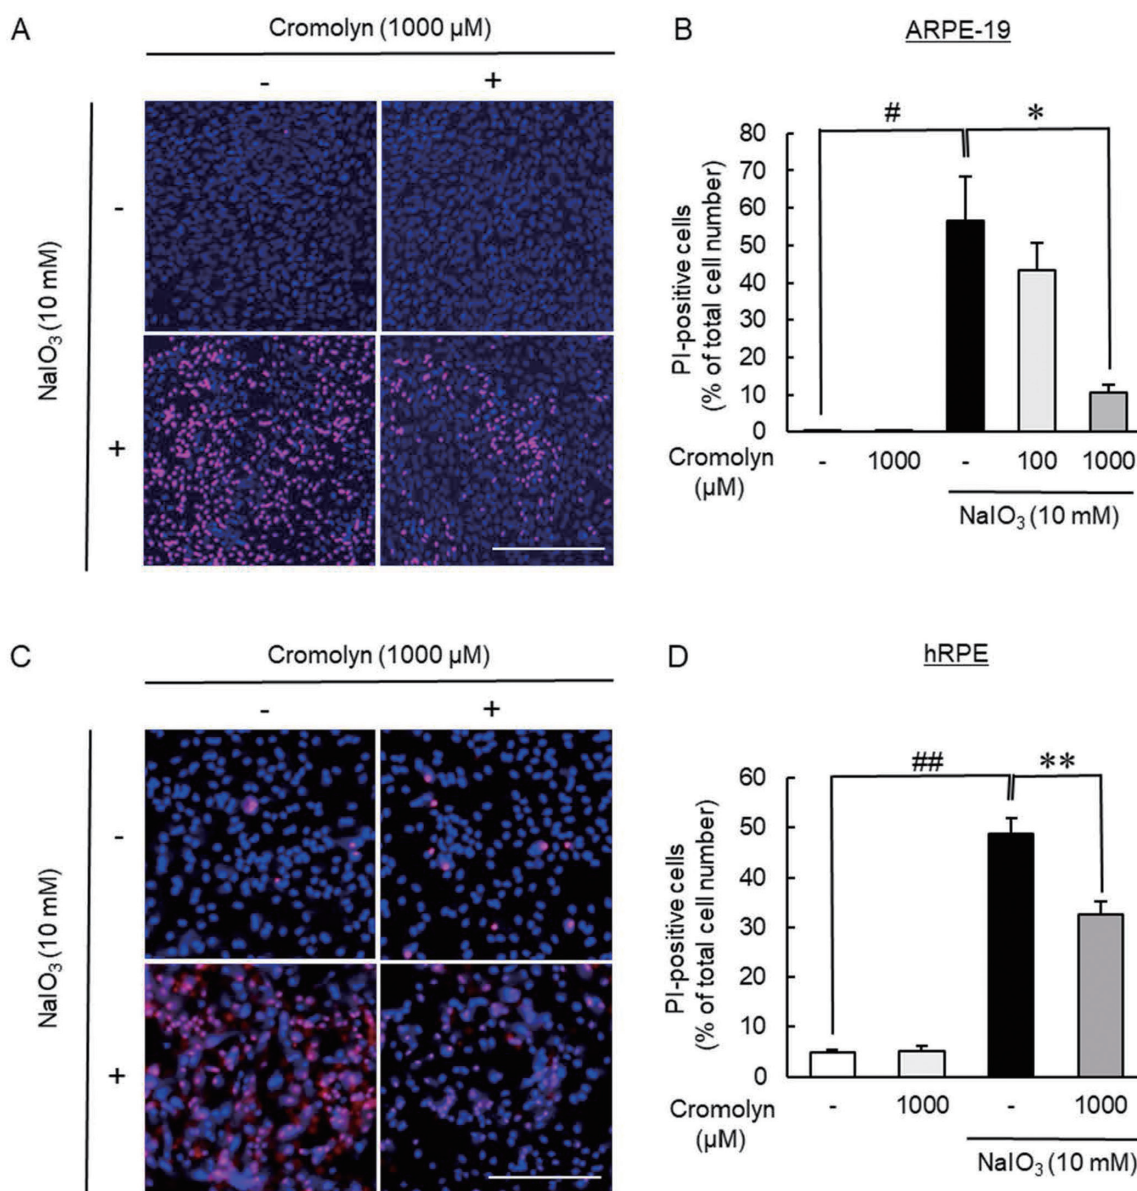 A
Cromolyn (1000 µM)
-
+
NaIO3 (10 mM)
-
+
B
ARPE-19
#
*
PI-positive cells
(% of total cell number)
80
70
60
50
40
30
20
10
0
Cromolyn
(µM)
- 1000 - 100 1000
NaIO3 (10 mM)
C
Cromolyn (1000 µM)
-
+
NaIO3 (10 mM)
-
+
D
hRPE
##
**
PI-positive cells
(% of total cell number)
60
50
40
30
20
10
0
Cromolyn
(µM)
- 1000 - 1000
NaIO3 (10 mM)